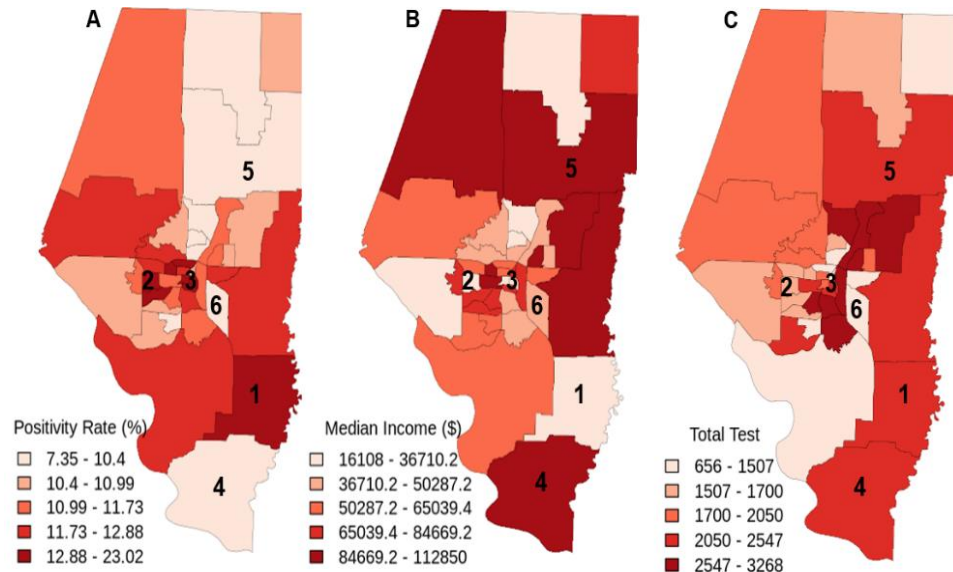 A
5
2
3
6
1
4
Positivity Rate (%)
7.35 - 10.4
10.4 - 10.99
10.99 - 11.73
11.73 - 12.88
12.88 - 23.02
B
5
2
3
6
1
4
Median Income ($)
16108 - 36710.2
36710.2 - 50287.2
50287.2 - 65039.4
65039.4 - 84669.2
84669.2 - 112850
C
5
2
3
6
1
4
Total Test
656 - 1507
1507 - 1700
1700 - 2050
2050 - 2547
2547 - 3268